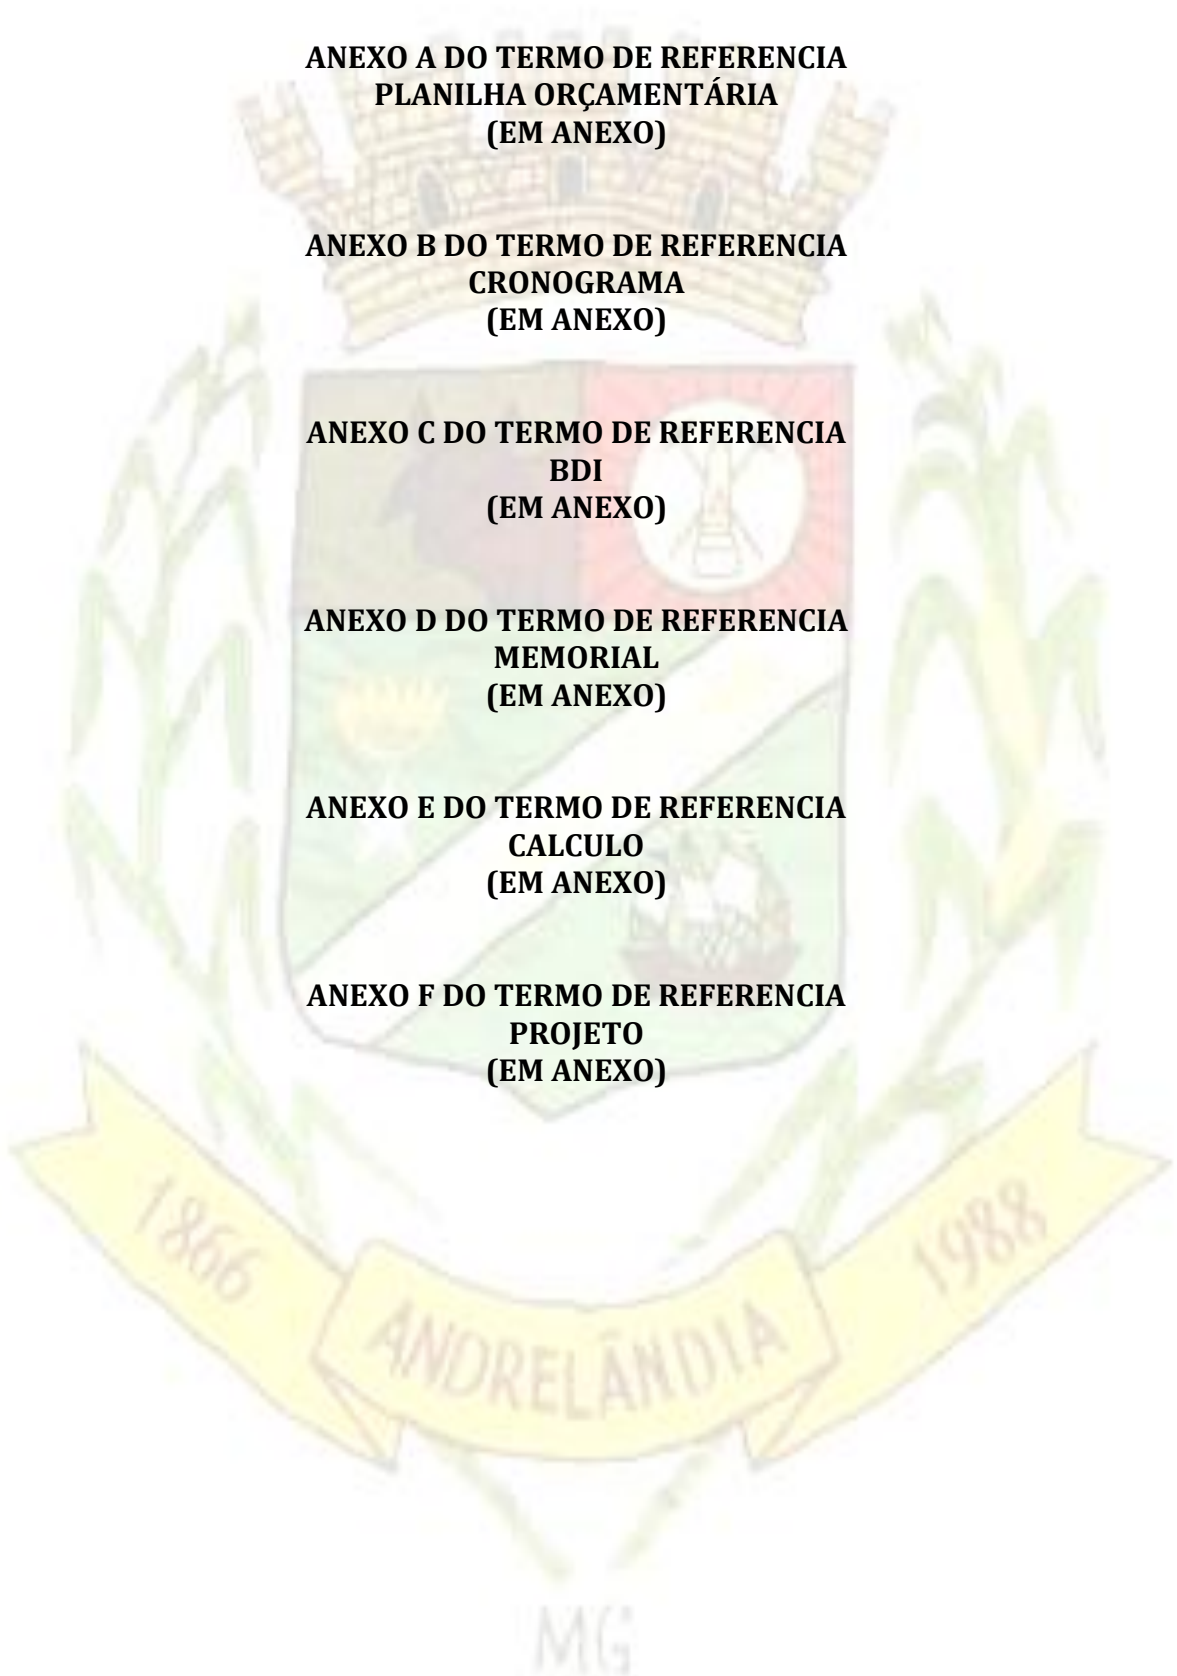 ANEXO A DO TERMO DE REFERENCIA
PLANILHA ORÇAMENTÁRIA
(EM ANEXO)
ANEXO B DO TERMO DE REFERENCIA
CRONOGRAMA
(EM ANEXO)
ANEXO C DO TERMO DE REFERENCIA
BDI
(EM ANEXO)
ANEXO D DO TERMO DE REFERENCIA
MEMORIAL
(EM ANEXO)
ANEXO E DO TERMO DE REFERENCIA
CALCULO
(EM ANEXO)
ANEXO F DO TERMO DE REFERENCIA
PROJETO
(EM ANEXO)
1866
ANDRELÂNDIA
1988
MG